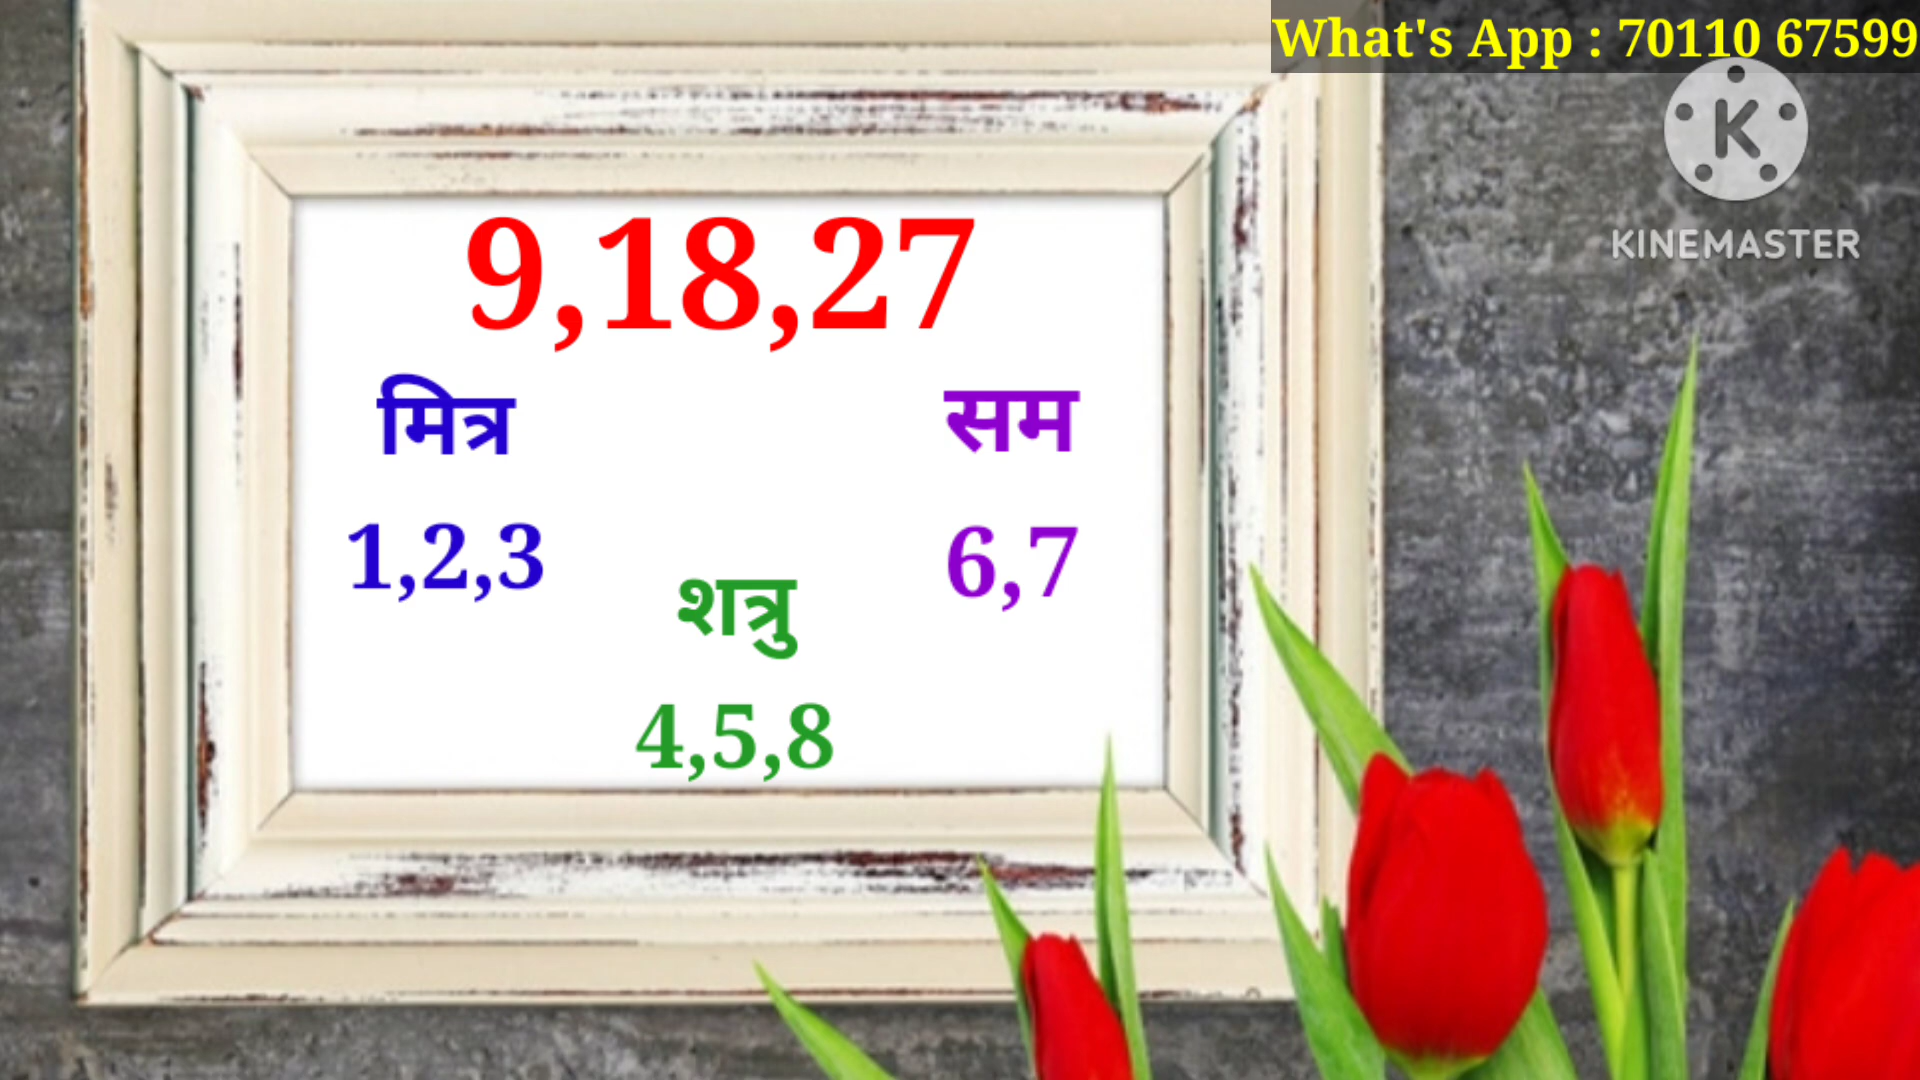 What's App : 70110 67599
KINEMASTER
9,18,27
मित्र
सम
1,2,3
6,7
शत्रु
4,5,8